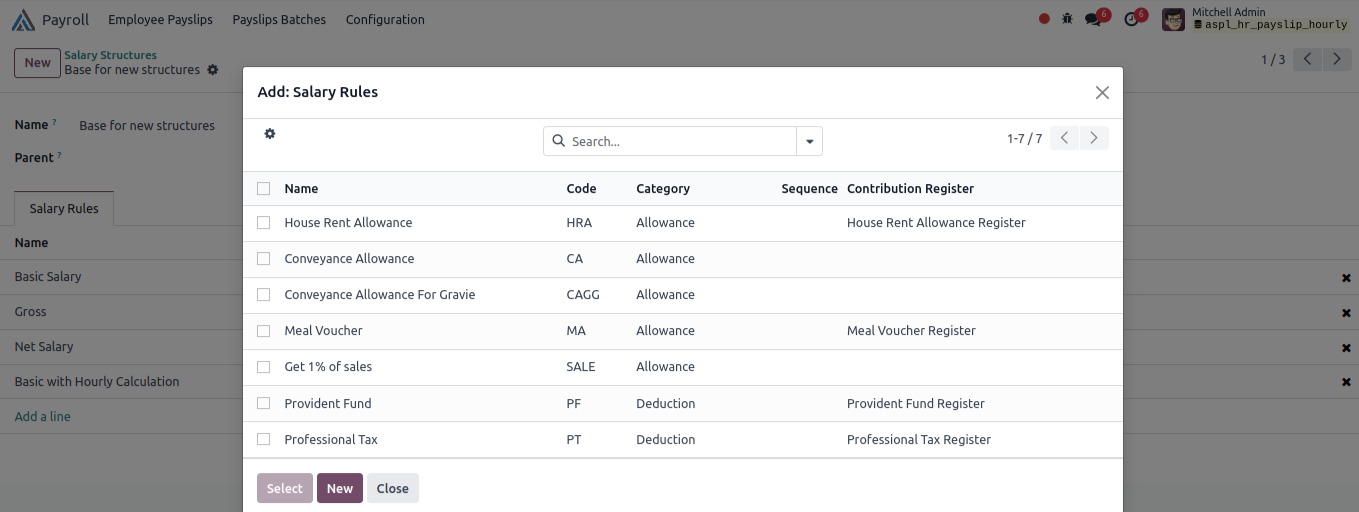 Payroll Employee Payslips Payslips Batches Configuration 6 6 Mitchell Admin
aspl_hr_payslip_hourly
New Salary Structures
Base for new structures 1 / 3
Add: Salary Rules
Name ? Base for new structures
Parent ?
Search... 1-7 / 7
Salary Rules
Name
Basic Salary
Gross
Net Salary
Basic with Hourly Calculation
Add a line
Name Code Category Sequence Contribution Register
House Rent Allowance HRA Allowance House Rent Allowance Register
Conveyance Allowance CA Allowance
Conveyance Allowance For Gravie CAGG Allowance
Meal Voucher MA Allowance Meal Voucher Register
Get 1% of sales SALE Allowance
Provident Fund PF Deduction Provident Fund Register
Professional Tax PT Deduction Professional Tax Register
Select New Close